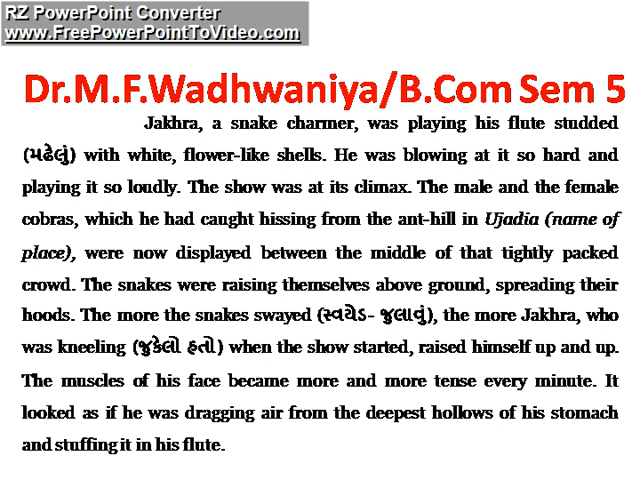 RZ PowerPoint Converter
www.FreePowerPointToVideo.com
Dr.M.F.Wadhwaniya/B.Com Sem 5
Jakhra, a snake charmer, was playing his flute studded
(મઢેલું) with white, flower-like shells. He was blowing at it so hard and
playing it so loudly. The show was at its climax. The male and the female
cobras, which he had caught hissing from the ant-hill in Ujadia (name of
place), were now displayed between the middle of that tightly packed
crowd. The snakes were raising themselves above ground, spreading their
hoods. The more the snakes swayed (સ્વયેડ- જુલાવું), the more Jakhra, who
was kneeling (જુકેલો હતો) when the show started, raised himself up and up.
The muscles of his face became more and more tense every minute. It
looked as if he was dragging air from the deepest hollows of his stomach
and stuffing it in his flute.